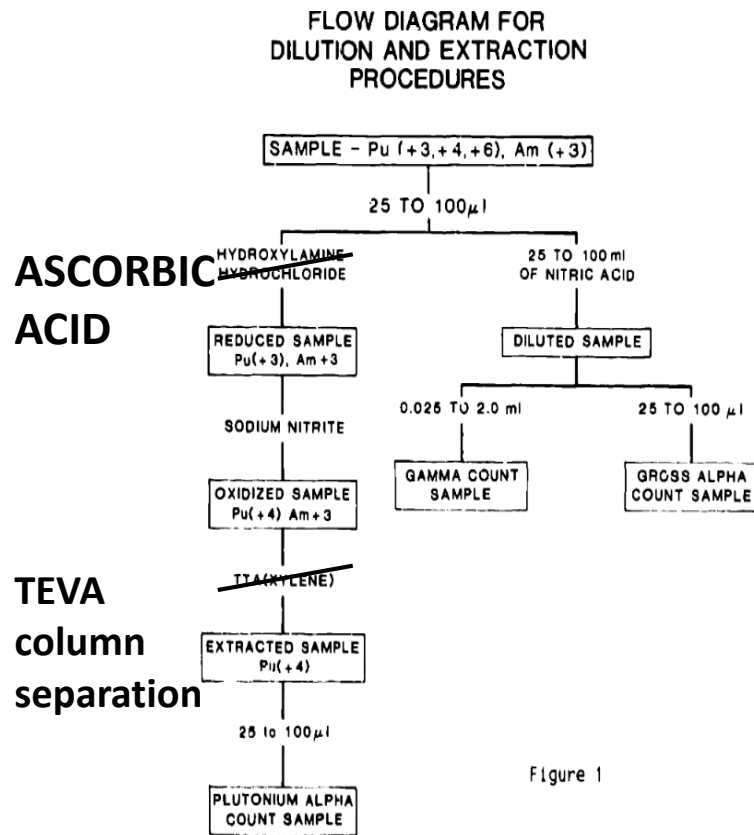 FLOW DIAGRAM FOR
DILUTION AND EXTRACTION
PROCEDURES
SAMPLE - Pu (+3,+4,+6), Am (+3)
25 TO 100μl
ASCORBIC
ACID
HYDROXYLAMINE
HYDROCHLORIDE
25 TO 100ml
OF NITRIC ACID
REDUCED SAMPLE
Pu(+3), Am+3
DILUTED SAMPLE
SODIUM NITRITE
0.025 TO 2.0 ml
25 TO 100 μl
GAMMA COUNT
SAMPLE
GROSS ALPHA
COUNT SAMPLE
OXIDIZED SAMPLE
Pu(+4) Am+3
TEVA
column
separation
TTA(XYLENE)
EXTRACTED SAMPLE
Pu(+4)
25 to 100μl
PLUTONIUM ALPHA
COUNT SAMPLE
Figure 1